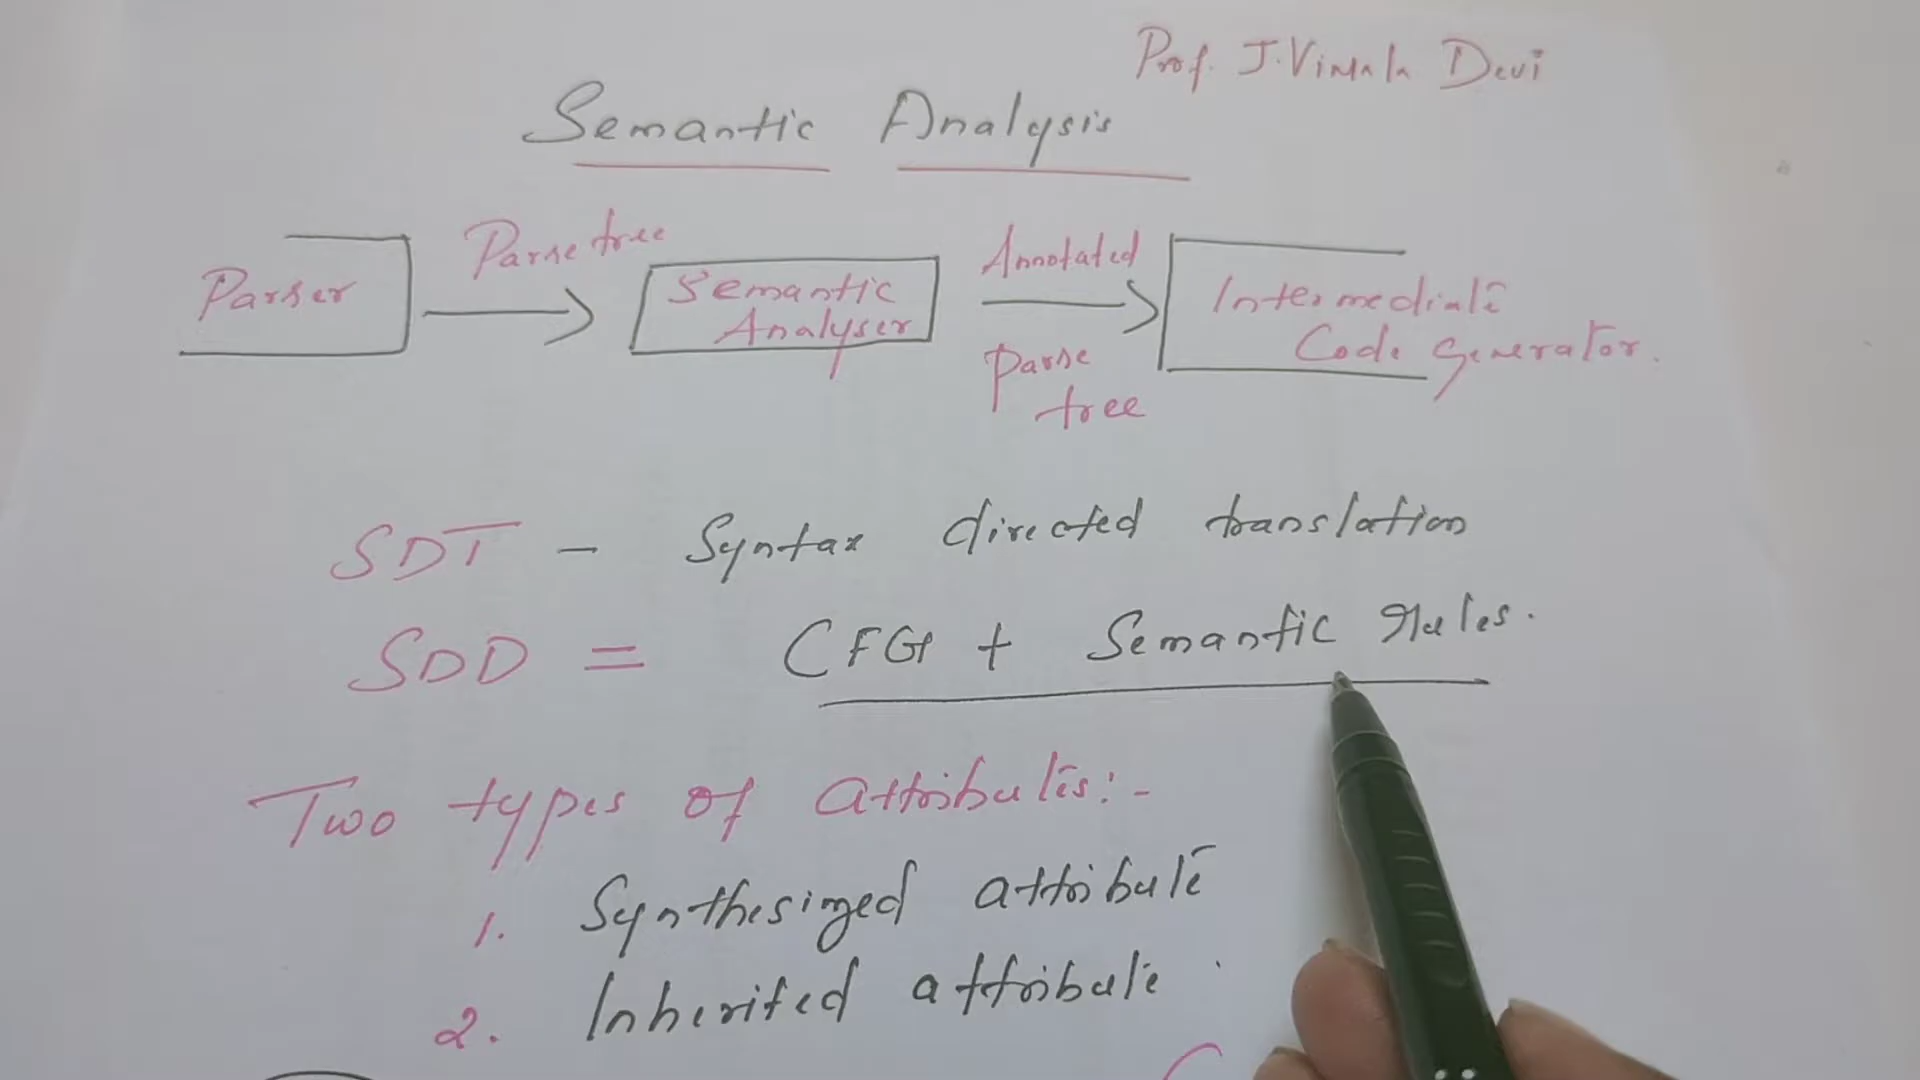 Prof. J. Vimala Devi
Semantic Analysis
Parser
Parse tree
Semantic
Analyser
Annotated
Parse
tree
Intermediate
Code generator.
SDT - Syntax directed translation
SDD = CFG + Semantic rules.
Two types of attributes:-
1. Synthesized attribute
2. Inherited attribute